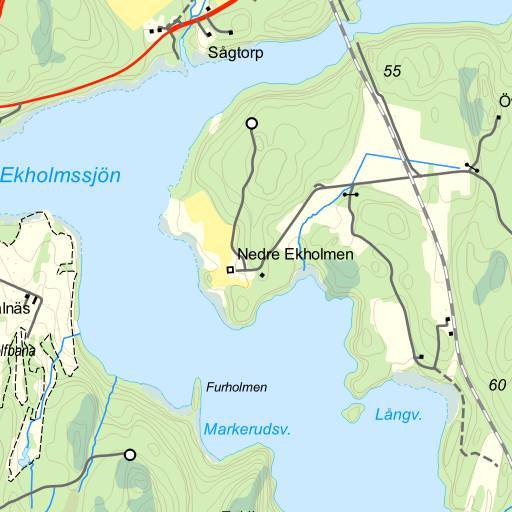 Sågtorp
55
Ekholmssjön
Nedre Ekholmen
60
Furholmen
Långv.
Markerudsv.